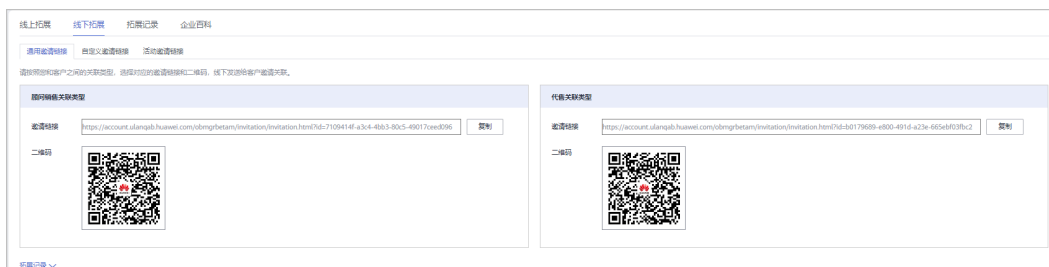 线上拓展 线下拓展 拓展记录 企业百科
通用邀请链接 自定义邀请链接 活动邀请链接
请按照您和客户之间的关联类型，选择对应的邀请链接和二维码，线下发送给客户邀请关联。
顾问销售关联类型
邀请链接 https://account.ulanqab.huawei.com/obmgrbetam/invitation/invitation.html?id=7109414f-a3c4-4bb3-80c5-49017ceed096 复制
二维码
代售关联类型
邀请链接 https://account.ulanqab.huawei.com/obmgrbetam/invitation/invitation.html?id=b0179689-e800-491d-a23e-665ebf03fbc2 复制
二维码
拓展记录